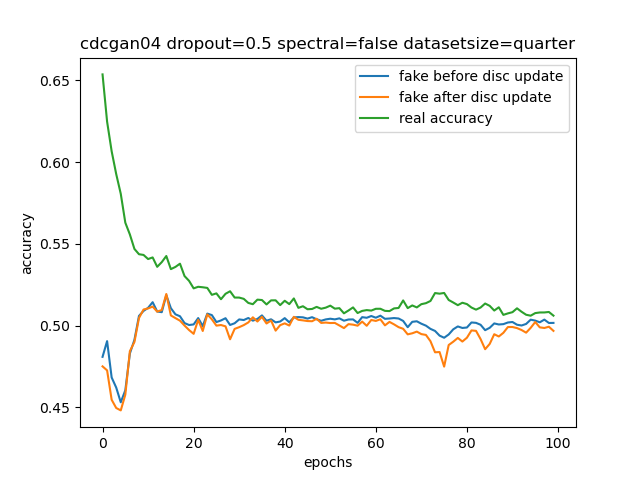 cdcgan04 dropout=0.5 spectral=false datasetsize=quarter
fake before disc update
fake after disc update
real accuracy
accuracy
0.65
0.60
0.55
0.50
0.45
0 20 40 60 80 100
epochs